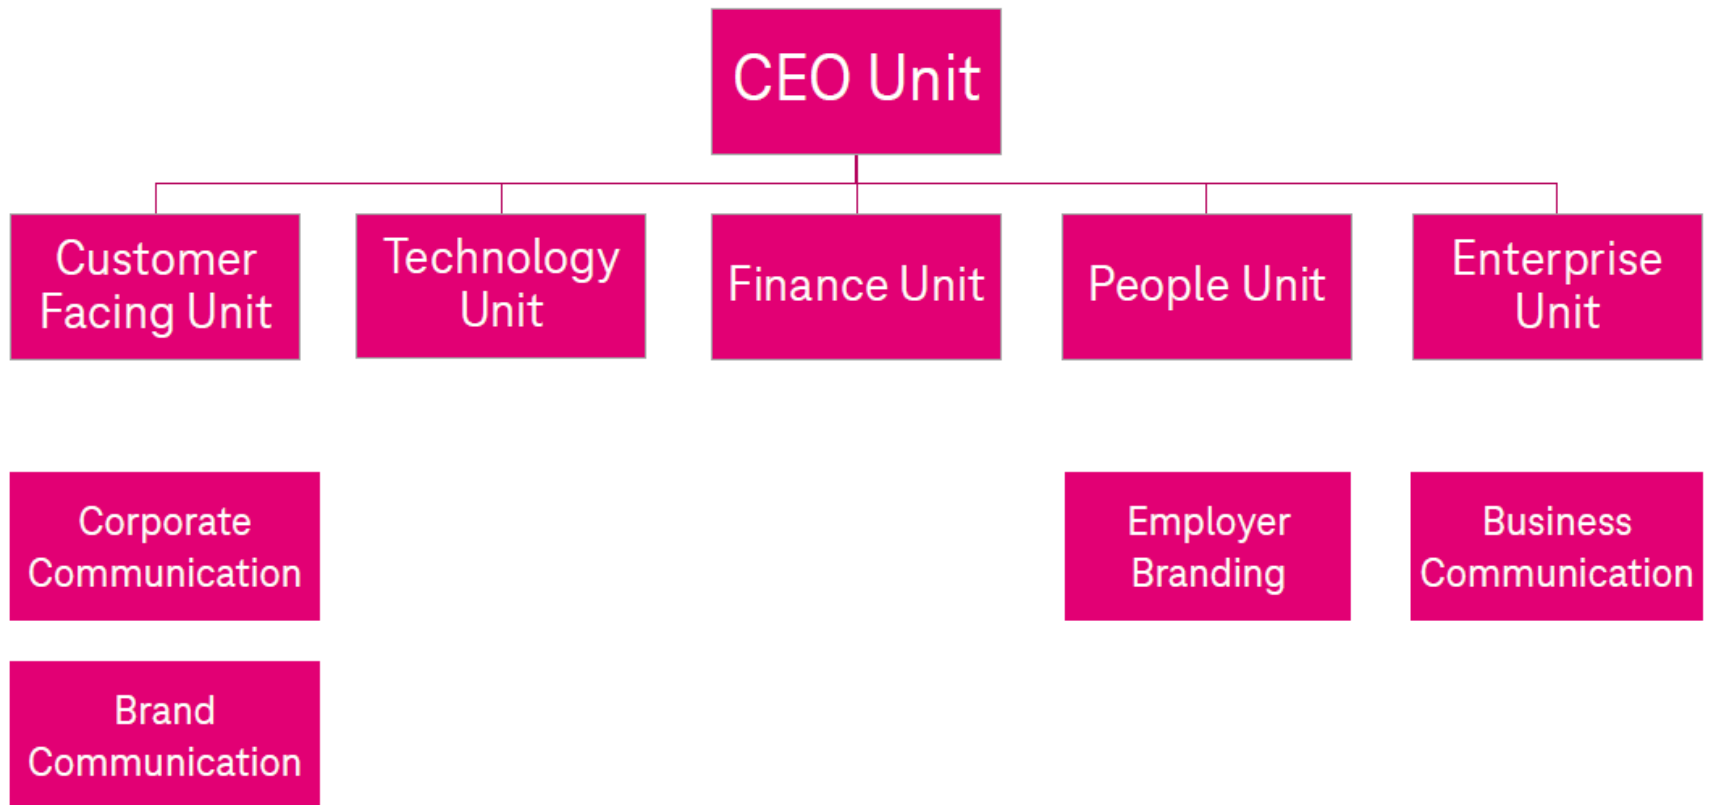 CEO Unit
Customer
Facing Unit
Technology
Unit
Finance Unit
People Unit
Enterprise
Unit
Corporate
Communication
Employer
Branding
Business
Communication
Brand
Communication